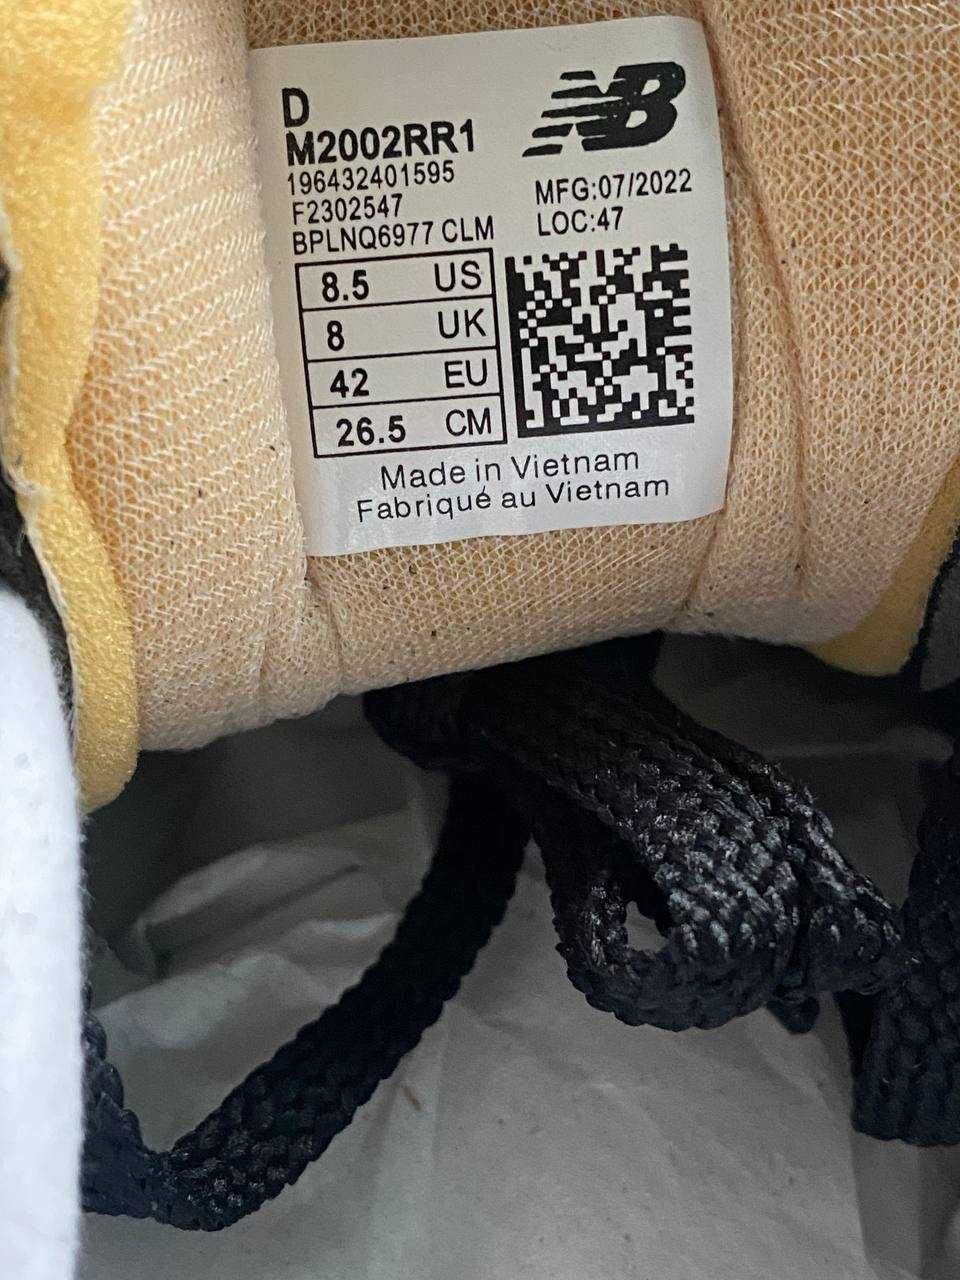 D
M2002RR1
196432401595
F2302547
BPLNQ6977 CLM
NB
MFG:07/2022
LOC:47
8.5 US
8 UK
42 EU
26.5 CM
Made in Vietnam
Fabriqué au Vietnam